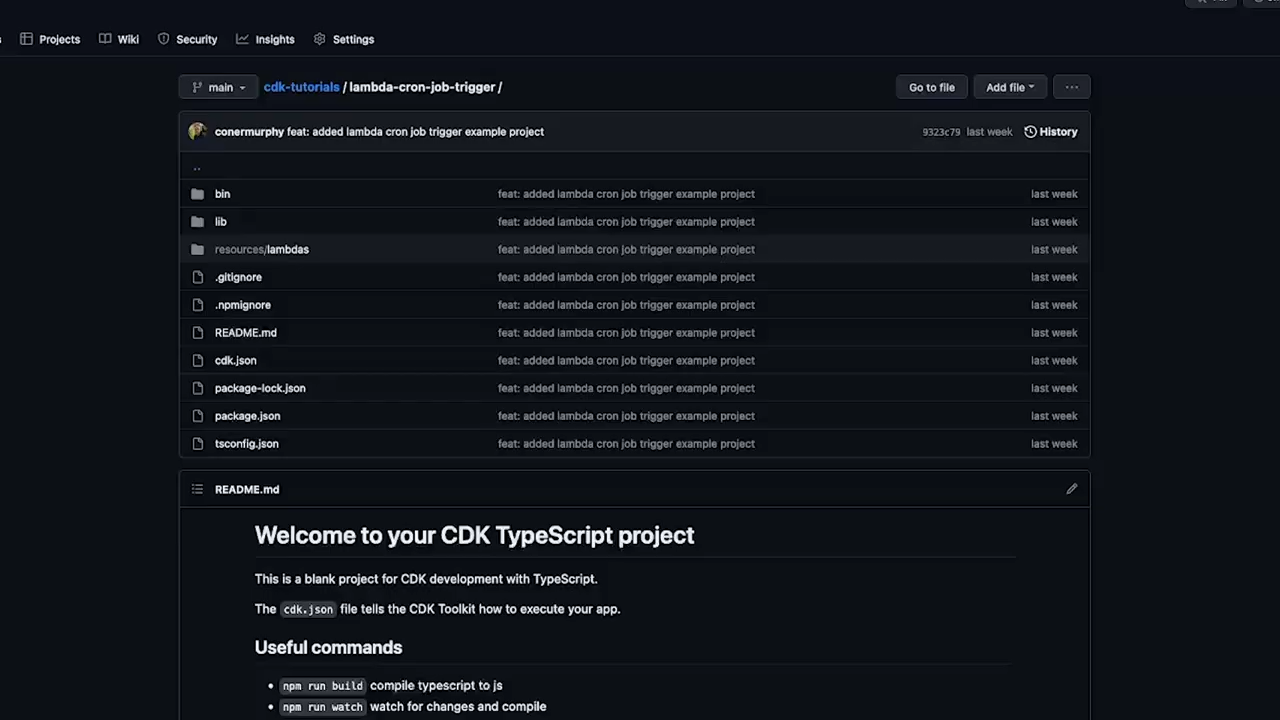 Projects Wiki Security Insights Settings
main cdk-tutorials / lambda-cron-job-trigger / Go to file Add file ...
conermurphy feat: added lambda cron job trigger example project 9323c79 last week History
..
bin feat: added lambda cron job trigger example project last week
lib feat: added lambda cron job trigger example project last week
resources/lambdas feat: added lambda cron job trigger example project last week
.gitignore feat: added lambda cron job trigger example project last week
.npmignore feat: added lambda cron job trigger example project last week
README.md feat: added lambda cron job trigger example project last week
cdk.json feat: added lambda cron job trigger example project last week
package-lock.json feat: added lambda cron job trigger example project last week
package.json feat: added lambda cron job trigger example project last week
tsconfig.json feat: added lambda cron job trigger example project last week
README.md
Welcome to your CDK TypeScript project
This is a blank project for CDK development with TypeScript.
The cdk.json file tells the CDK Toolkit how to execute your app.
Useful commands
• npm run build compile typescript to js
• npm run watch watch for changes and compile